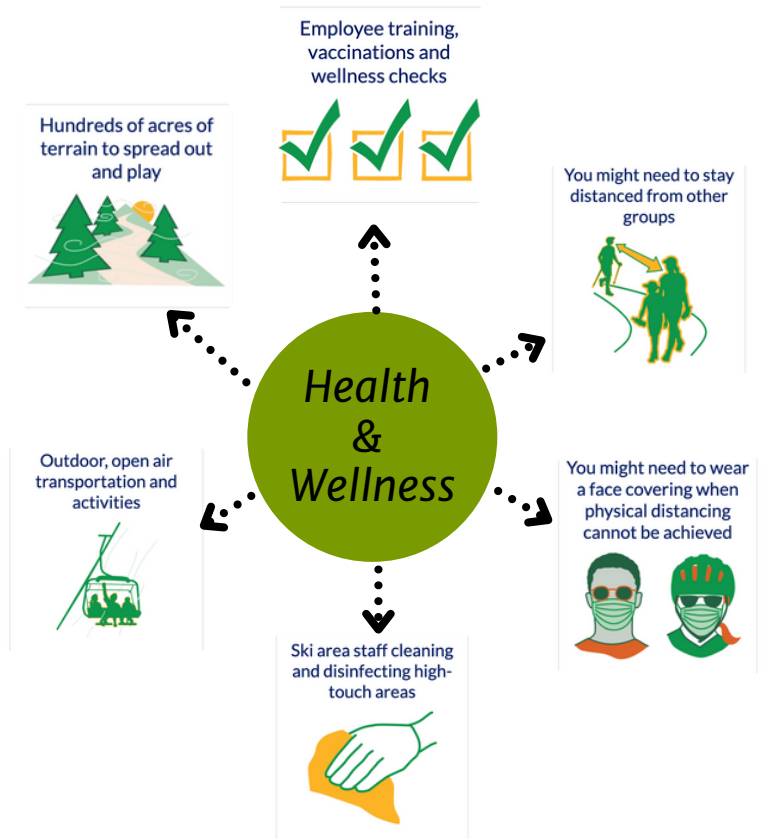 Employee training,
vaccinations and
wellness checks
Hundreds of acres of
terrain to spread out
and play
You might need to stay
distanced from other
groups
Health
&
Wellness
Outdoor, open air
transportation and
activities
You might need to wear
a face covering when
physical distancing
cannot be achieved
Ski area staff cleaning
and disinfecting high-
touch areas